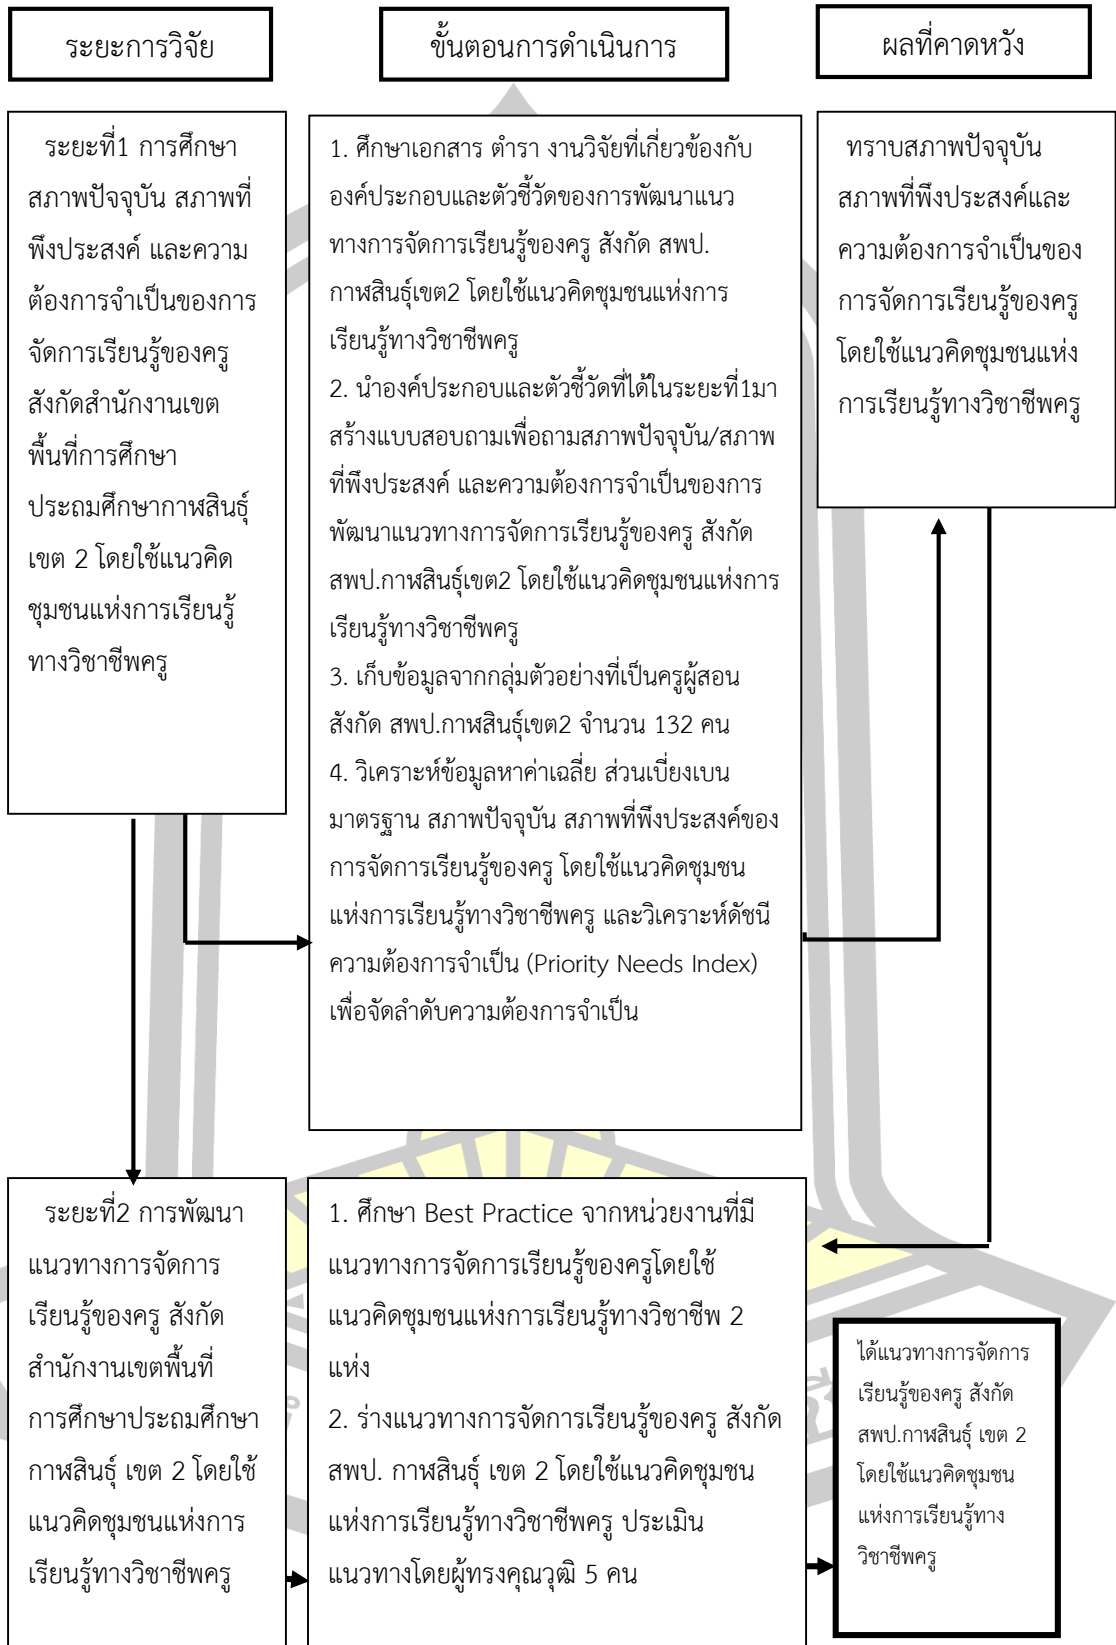 ระยะการวิจัย
ขั้นตอนการดำเนินการ
ผลที่คาดหวัง
ระยะที่1 การศึกษา
สภาพปัจจุบัน สภาพที่
พึงประสงค์ และความ
ต้องการจำเป็นของการ
จัดการเรียนรู้ของครู
สังกัดสำนักงานเขต
พื้นที่การศึกษา
ประถมศึกษากาฬสินธุ์
เขต 2 โดยใช้แนวคิด
ชุมชนแห่งการเรียนรู้
ทางวิชาชีพครู
1. ศึกษาเอกสาร ตำรา งานวิจัยที่เกี่ยวข้องกับ
องค์ประกอบและตัวชี้วัดของการพัฒนาแนว
ทางการจัดการเรียนรู้ของครู สังกัด สพป.
กาฬสินธุ์เขต2 โดยใช้แนวคิดชุมชนแห่งการ
เรียนรู้ทางวิชาชีพครู
2. นำองค์ประกอบและตัวชี้วัดที่ได้ในระยะที่1มา
สร้างแบบสอบถามเพื่อถามสภาพปัจจุบัน/สภาพ
ที่พึงประสงค์ และความต้องการจำเป็นของการ
พัฒนาแนวทางการจัดการเรียนรู้ของครู สังกัด
สพป.กาฬสินธุ์เขต2 โดยใช้แนวคิดชุมชนแห่งการ
เรียนรู้ทางวิชาชีพครู
3. เก็บข้อมูลจากกลุ่มตัวอย่างที่เป็นครูผู้สอน
สังกัด สพป.กาฬสินธุ์เขต2 จำนวน 132 คน
4. วิเคราะห์ข้อมูลหาค่าเฉลี่ย ส่วนเบี่ยงเบน
มาตรฐาน สภาพปัจจุบัน สภาพที่พึงประสงค์ของ
การจัดการเรียนรู้ของครู โดยใช้แนวคิดชุมชน
แห่งการเรียนรู้ทางวิชาชีพครู และวิเคราะห์ดัชนี
ความต้องการจำเป็น (Priority Needs Index)
เพื่อจัดลำดับความต้องการจำเป็น
ทราบสภาพปัจจุบัน
สภาพที่พึงประสงค์และ
ความต้องการจำเป็นของ
การจัดการเรียนรู้ของครู
โดยใช้แนวคิดชุมชนแห่ง
การเรียนรู้ทางวิชาชีพครู
ระยะที่2 การพัฒนา
แนวทางการจัดการ
เรียนรู้ของครู สังกัด
สำนักงานเขตพื้นที่
การศึกษาประถมศึกษา
กาฬสินธุ์ เขต 2 โดยใช้
แนวคิดชุมชนแห่งการ
เรียนรู้ทางวิชาชีพครู
1. ศึกษา Best Practice จากหน่วยงานที่มี
แนวทางการจัดการเรียนรู้ของครูโดยใช้
แนวคิดชุมชนแห่งการเรียนรู้ทางวิชาชีพ 2
แห่ง
2. ร่างแนวทางการจัดการเรียนรู้ของครู สังกัด
สพป. กาฬสินธุ์ เขต 2 โดยใช้แนวคิดชุมชน
แห่งการเรียนรู้ทางวิชาชีพครู ประเมิน
แนวทางโดยผู้ทรงคุณวุฒิ 5 คน
ได้แนวทางการจัดการ
เรียนรู้ของครู สังกัด
สพป.กาฬสินธุ์ เขต 2
โดยใช้แนวคิดชุมชน
แห่งการเรียนรู้ทาง
วิชาชีพครู